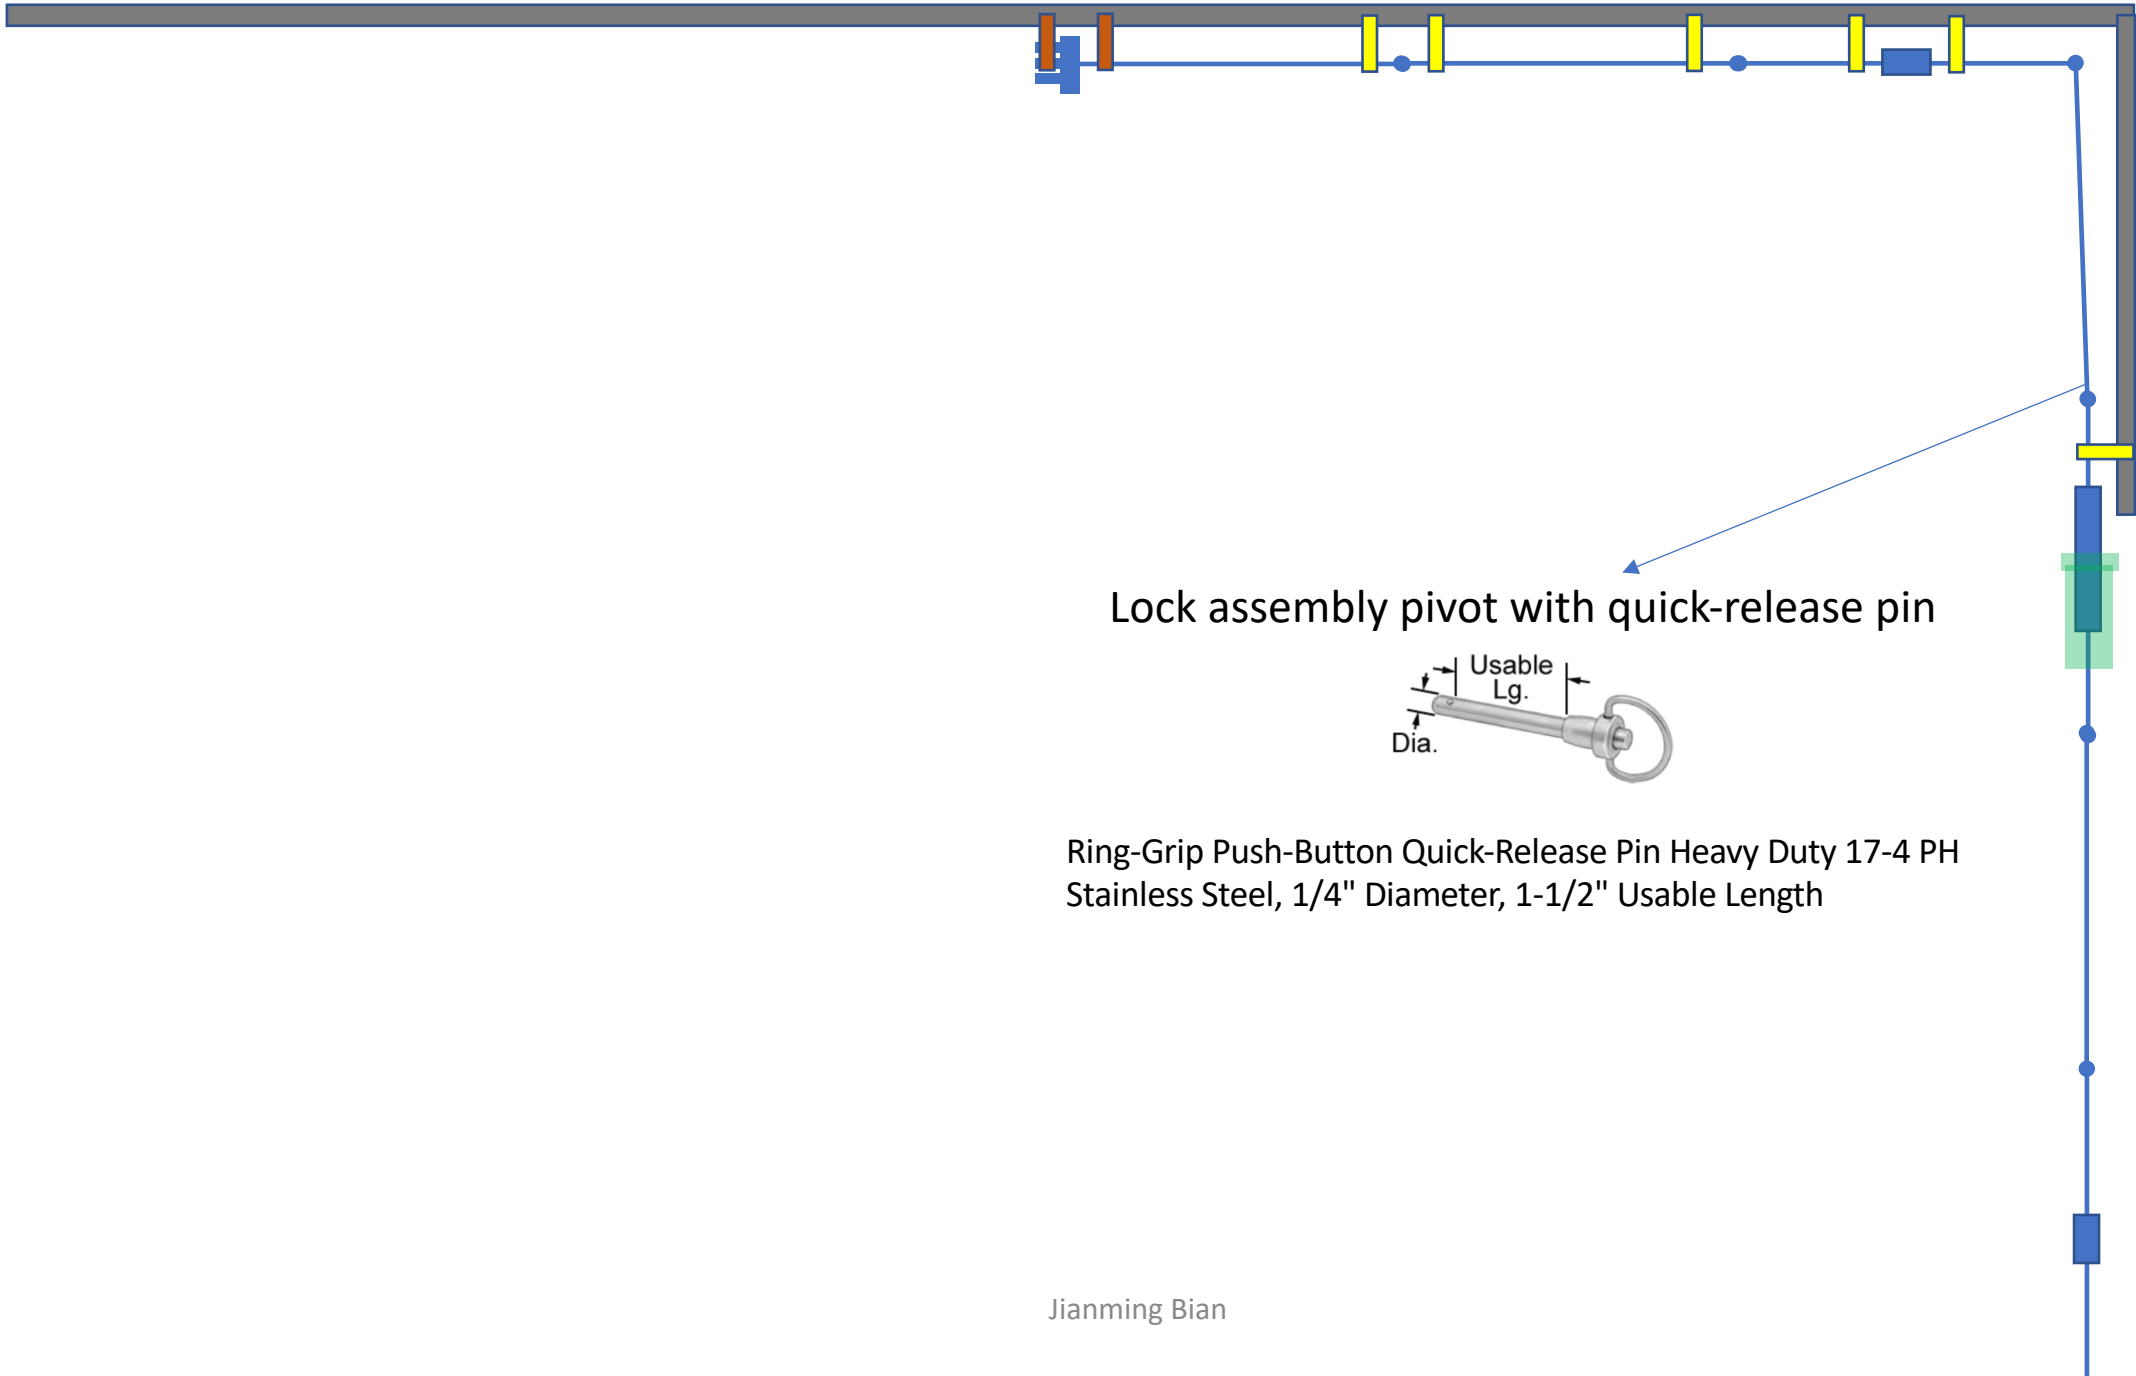 Lock assembly pivot with quick-release pin
Usable
Lg.
Dia.
Ring-Grip Push-Button Quick-Release Pin Heavy Duty 17-4 PH
Stainless Steel, 1/4" Diameter, 1-1/2" Usable Length
Jianming Bian